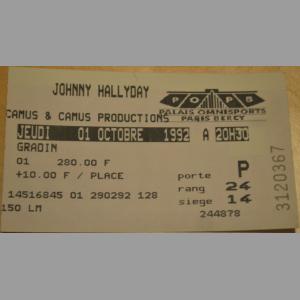 JOHNNY HALLYDAY
POPB
PALAIS OMNISPORTS
PARIS BERCY
CAMUS & CAMUS PRODUCTIONS
JEUDI 01 OCTOBRE 1992 A 20H30
GRADIN
01 280.00 F
+10.00 F / PLACE
porte P
rang 24
siege 14
14516845 01 290292 128
150 LM
244878
3120367